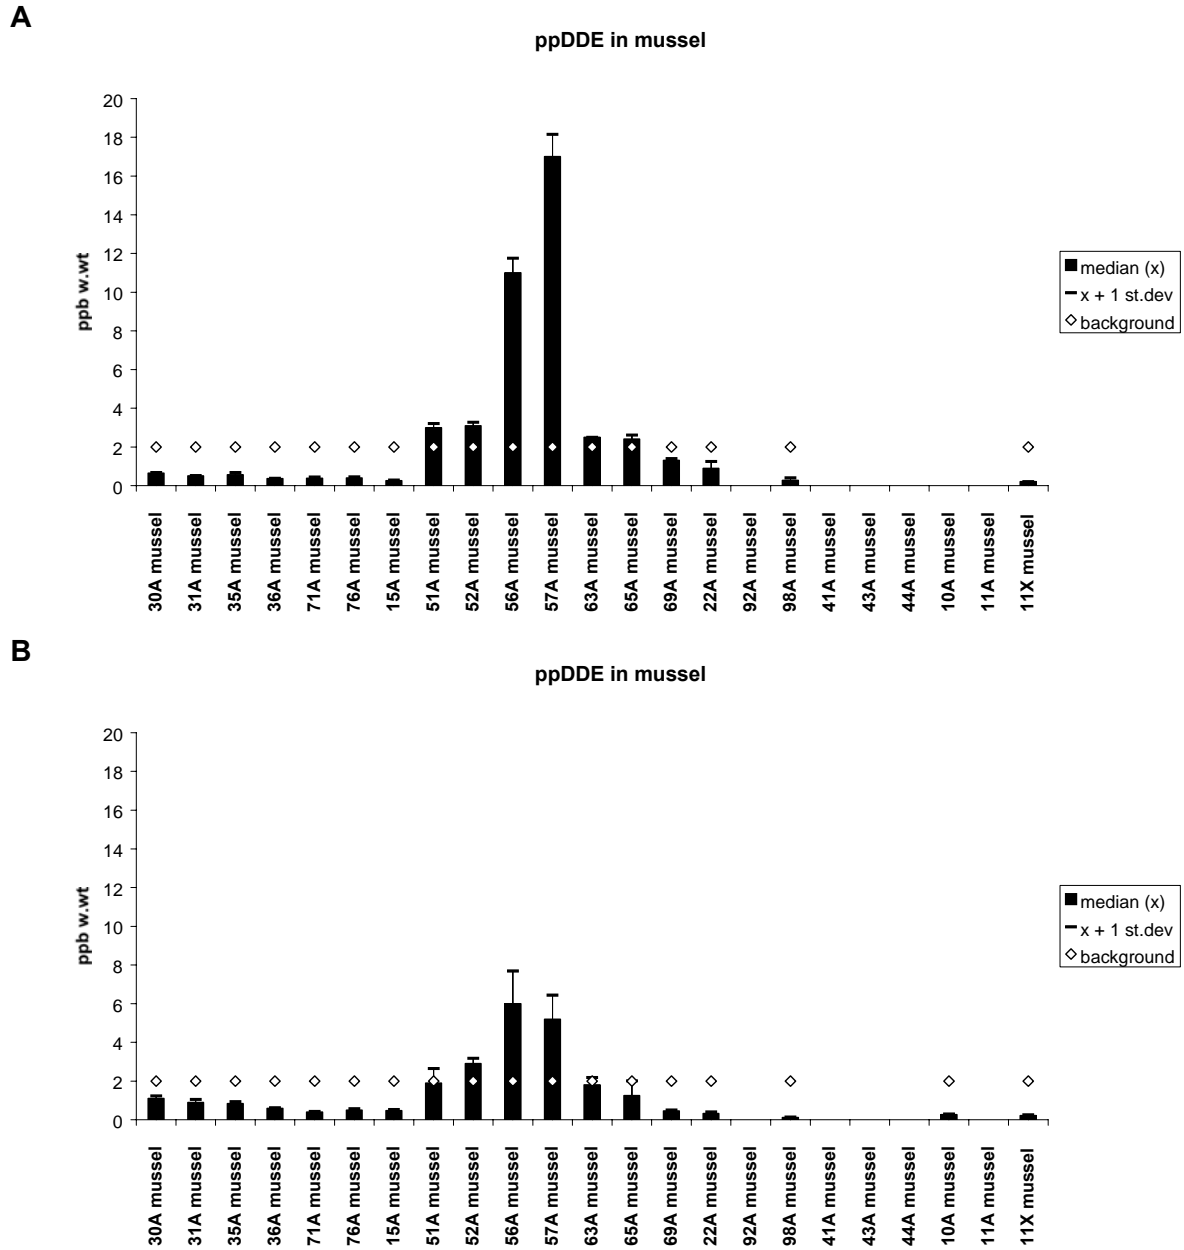 A
ppDDE in mussel
20
18
16
14
12
10
8
6
4
2
0
ppb w.wt
median (x)
x + 1 st.dev
background
30A mussel
31A mussel
35A mussel
36A mussel
71A mussel
76A mussel
15A mussel
51A mussel
52A mussel
56A mussel
57A mussel
63A mussel
65A mussel
69A mussel
22A mussel
92A mussel
98A mussel
41A mussel
43A mussel
44A mussel
10A mussel
11A mussel
11X mussel
B
ppDDE in mussel
20
18
16
14
12
10
8
6
4
2
0
ppb w.wt
median (x)
x + 1 st.dev
background
30A mussel
31A mussel
35A mussel
36A mussel
71A mussel
76A mussel
15A mussel
51A mussel
52A mussel
56A mussel
57A mussel
63A mussel
65A mussel
69A mussel
22A mussel
92A mussel
98A mussel
41A mussel
43A mussel
44A mussel
10A mussel
11A mussel
11X mussel